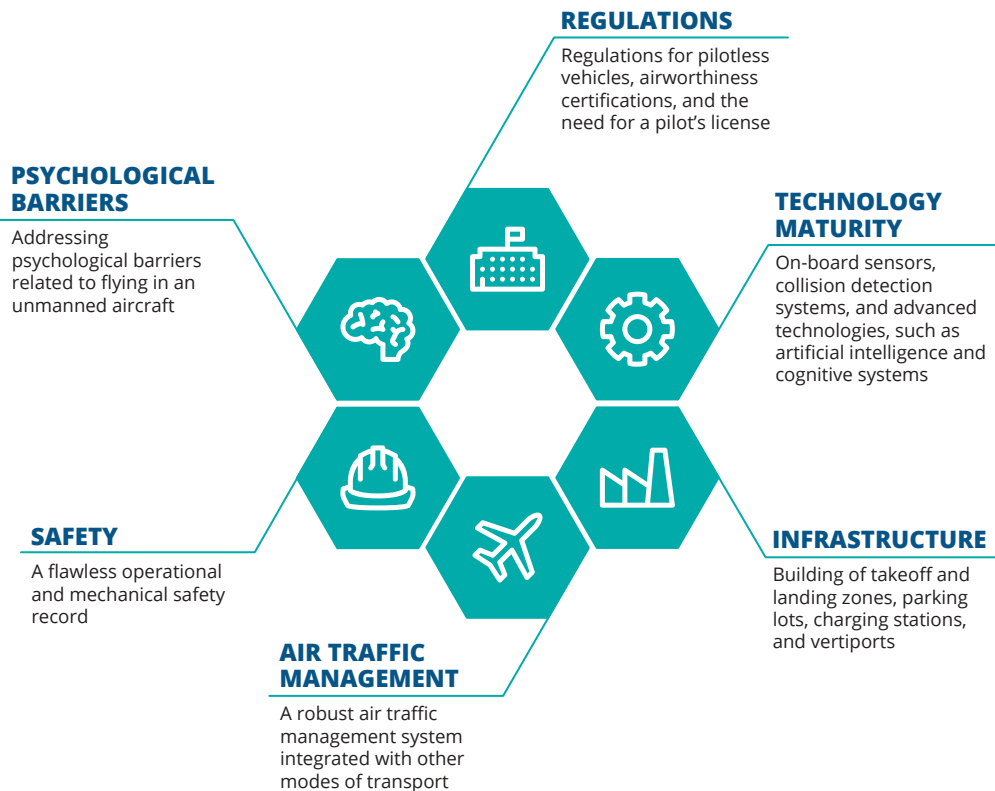 REGULATIONS
Regulations for pilotless
vehicles, airworthiness
certifications, and the
need for a pilot’s license
PSYCHOLOGICAL
BARRIERS
Addressing
psychological barriers
related to flying in an
unmanned aircraft
TECHNOLOGY
MATURITY
On-board sensors,
collision detection
systems, and advanced
technologies, such as
artificial intelligence and
cognitive systems
SAFETY
A flawless operational
and mechanical safety
record
INFRASTRUCTURE
Building of takeoff and
landing zones, parking
lots, charging stations,
and vertiports
AIR TRAFFIC
MANAGEMENT
A robust air traffic
management system
integrated with other
modes of transport